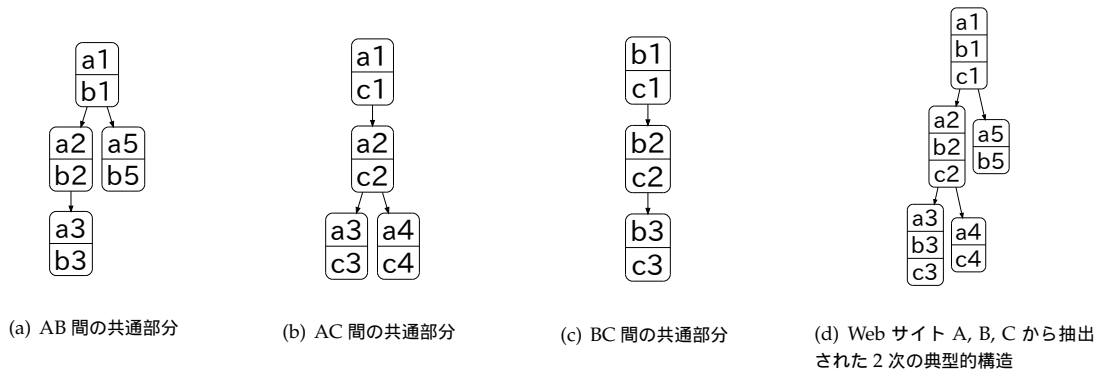 a1
b1
a2
b2
a5
b5
a3
b3
(a) AB 間の共通部分
a1
c1
a2
c2
a3
c3
a4
c4
(b) AC 間の共通部分
b1
c1
b2
c2
b3
c3
(c) BC 間の共通部分
a1
b1
c1
a2
b2
c2
a5
b5
a3
b3
c3
a4
c4
(d) Web サイト A, B, C から抽出
された 2 次の典型的構造